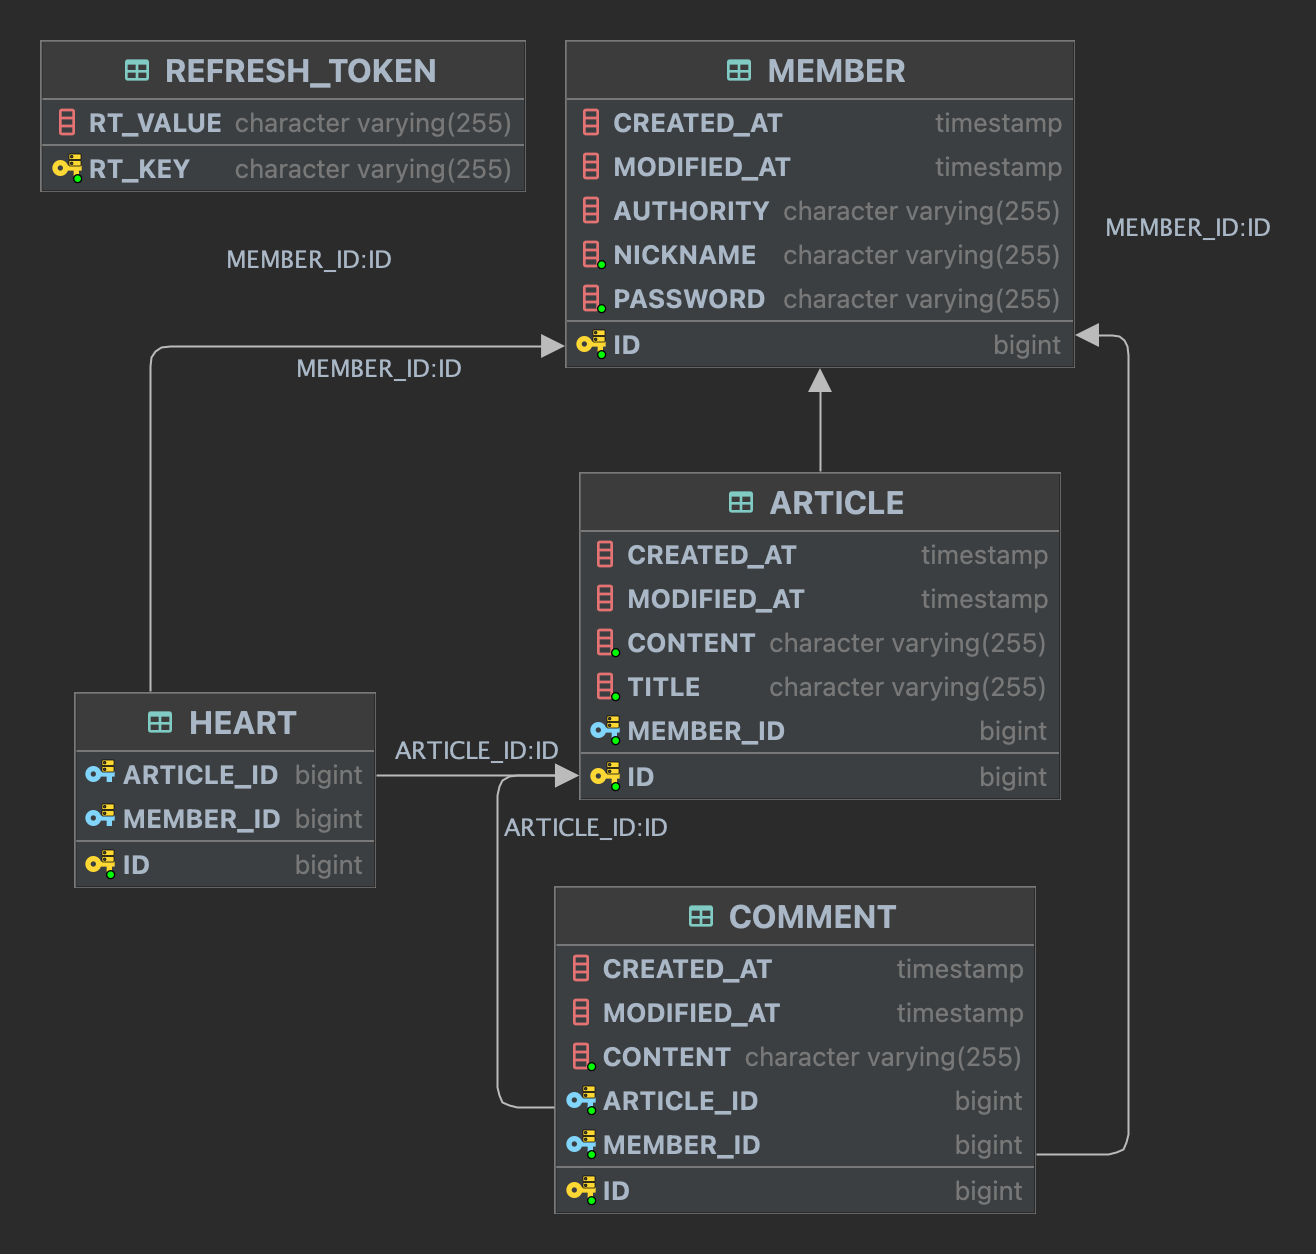 REFRESH_TOKEN
RT_VALUE character varying(255)
RT_KEY character varying(255)
MEMBER
CREATED_AT timestamp
MODIFIED_AT timestamp
AUTHORITY character varying(255)
NICKNAME character varying(255)
PASSWORD character varying(255)
ID bigint
MEMBER_ID:ID
MEMBER_ID:ID
MEMBER_ID:ID
ARTICLE
CREATED_AT timestamp
MODIFIED_AT timestamp
CONTENT character varying(255)
TITLE character varying(255)
MEMBER_ID bigint
ID bigint
HEART
ARTICLE_ID bigint
MEMBER_ID bigint
ID bigint
ARTICLE_ID:ID
ARTICLE_ID:ID
COMMENT
CREATED_AT timestamp
MODIFIED_AT timestamp
CONTENT character varying(255)
ARTICLE_ID bigint
MEMBER_ID bigint
ID bigint